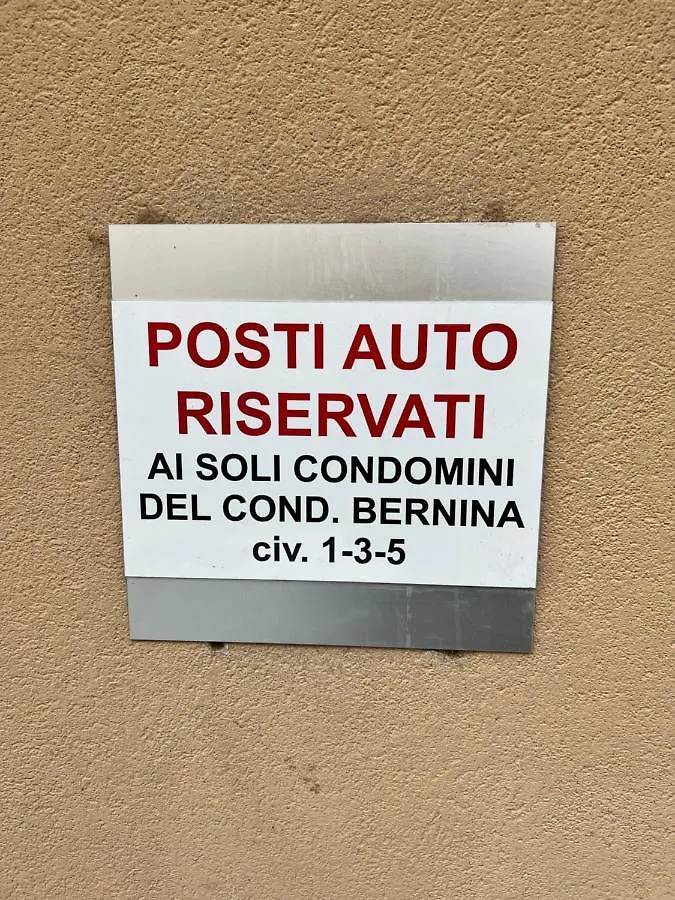 POSTI AUTO
RISERVATI
AI SOLI CONDOMINI
DEL COND. BERNINA
civ. 1-3-5